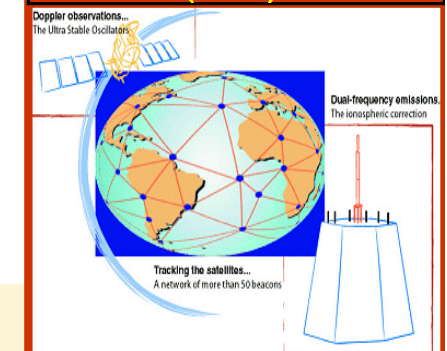 Doppler observations...
The Ultra Stable Oscillators
Dual-frequency emissions.
The ionospheric correction
Tracking the satellites...
A network of more than 50 beacons